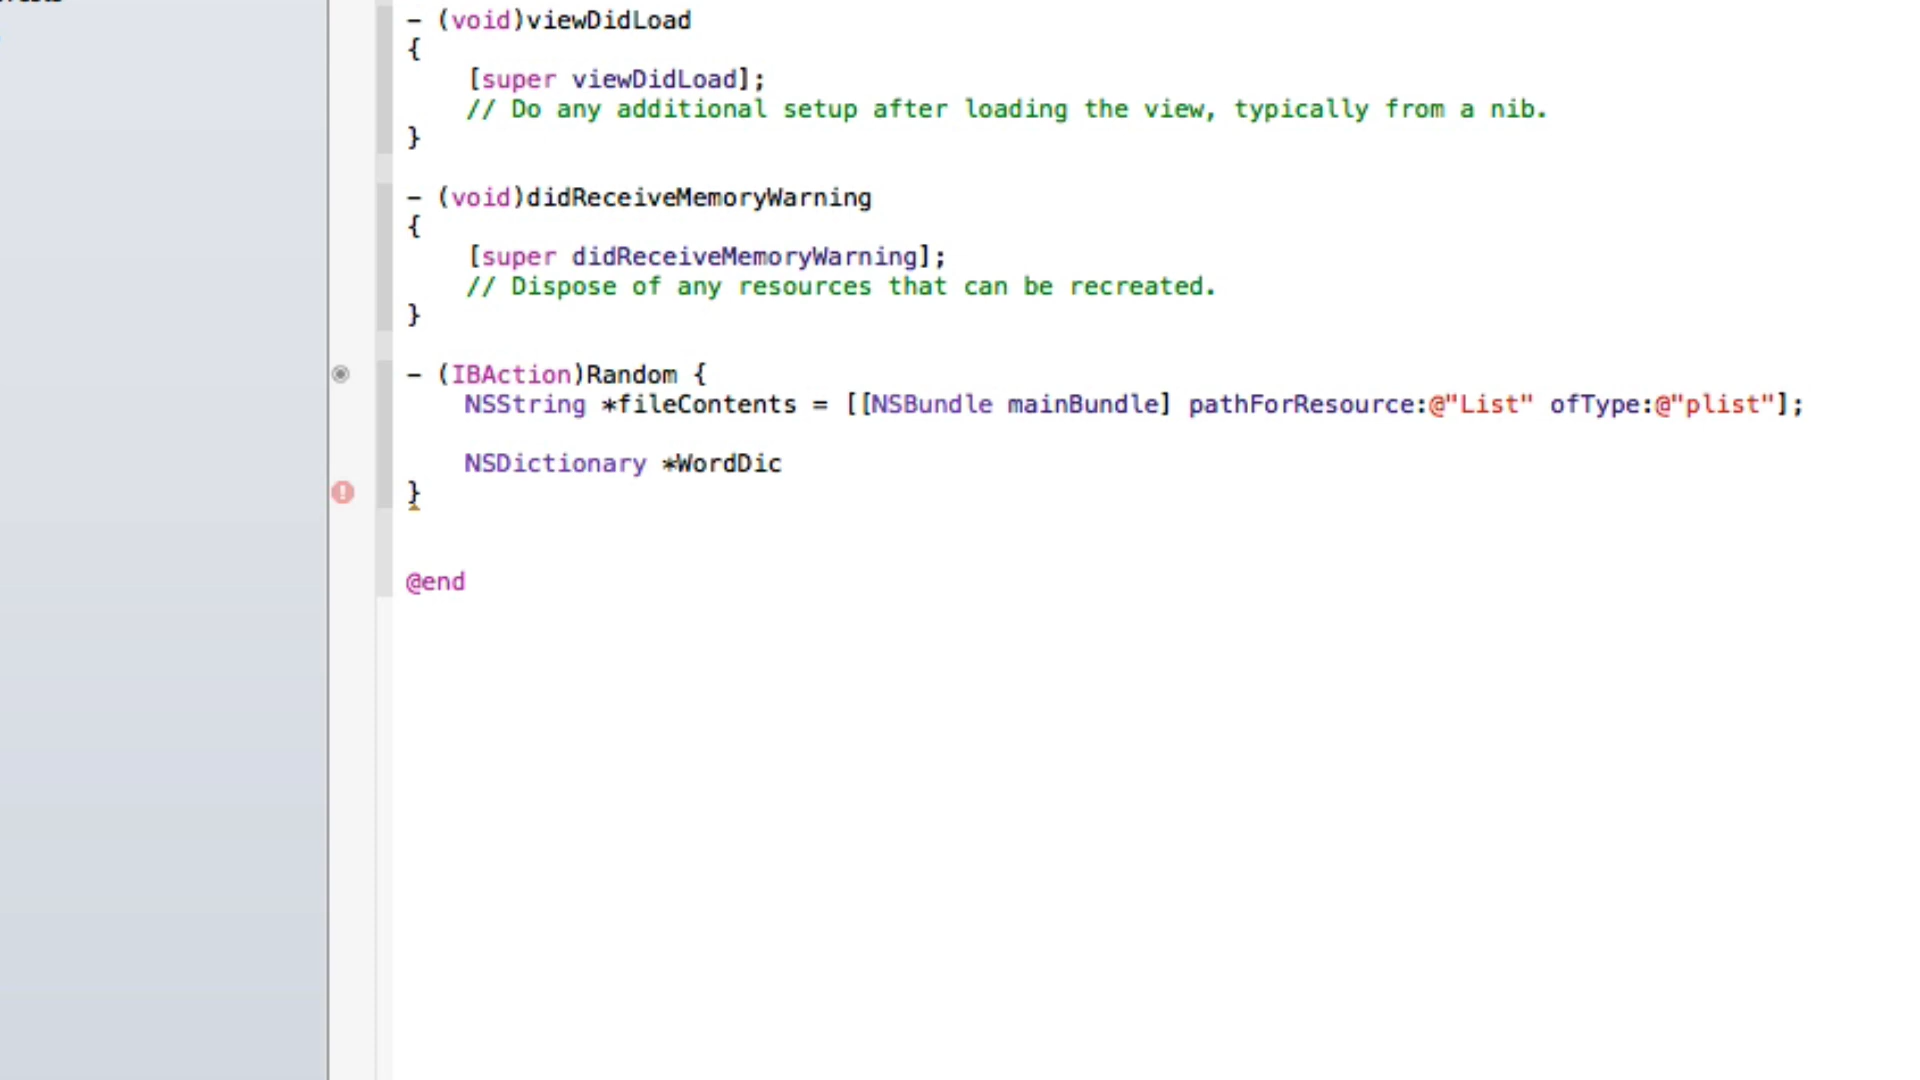 - (void)viewDidLoad
{
[super viewDidLoad];
// Do any additional setup after loading the view, typically from a nib.
}
- (void)didReceiveMemoryWarning
{
[super didReceiveMemoryWarning];
// Dispose of any resources that can be recreated.
}
- (IBAction)Random {
NSString *fileContents = [[NSBundle mainBundle] pathForResource:@"List" ofType:@"plist"];
NSDictionary *WordDic
}
@end